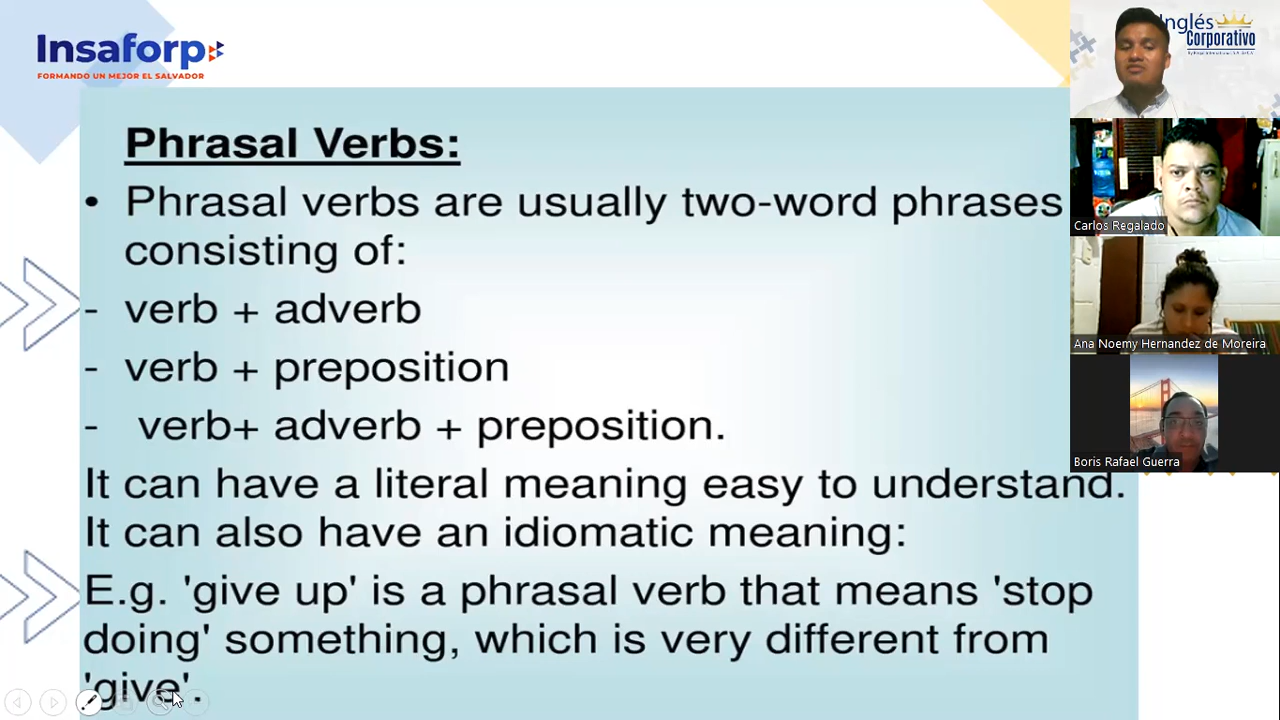 Insaforp
FORMANDO UN MEJOR EL SALVADOR
Inglés
Corporativo
Phrasal Verbs:
• Phrasal verbs are usually two-word phrases
consisting of:
- verb + adverb
- verb + preposition
- verb+ adverb + preposition.
It can have a literal meaning easy to understand.
It can also have an idiomatic meaning:
E.g. 'give up' is a phrasal verb that means 'stop
doing' something, which is very different from
'give'.
Carlos Regalado
Ana Noemy Hernandez de Moreira
Boris Rafael Guerra